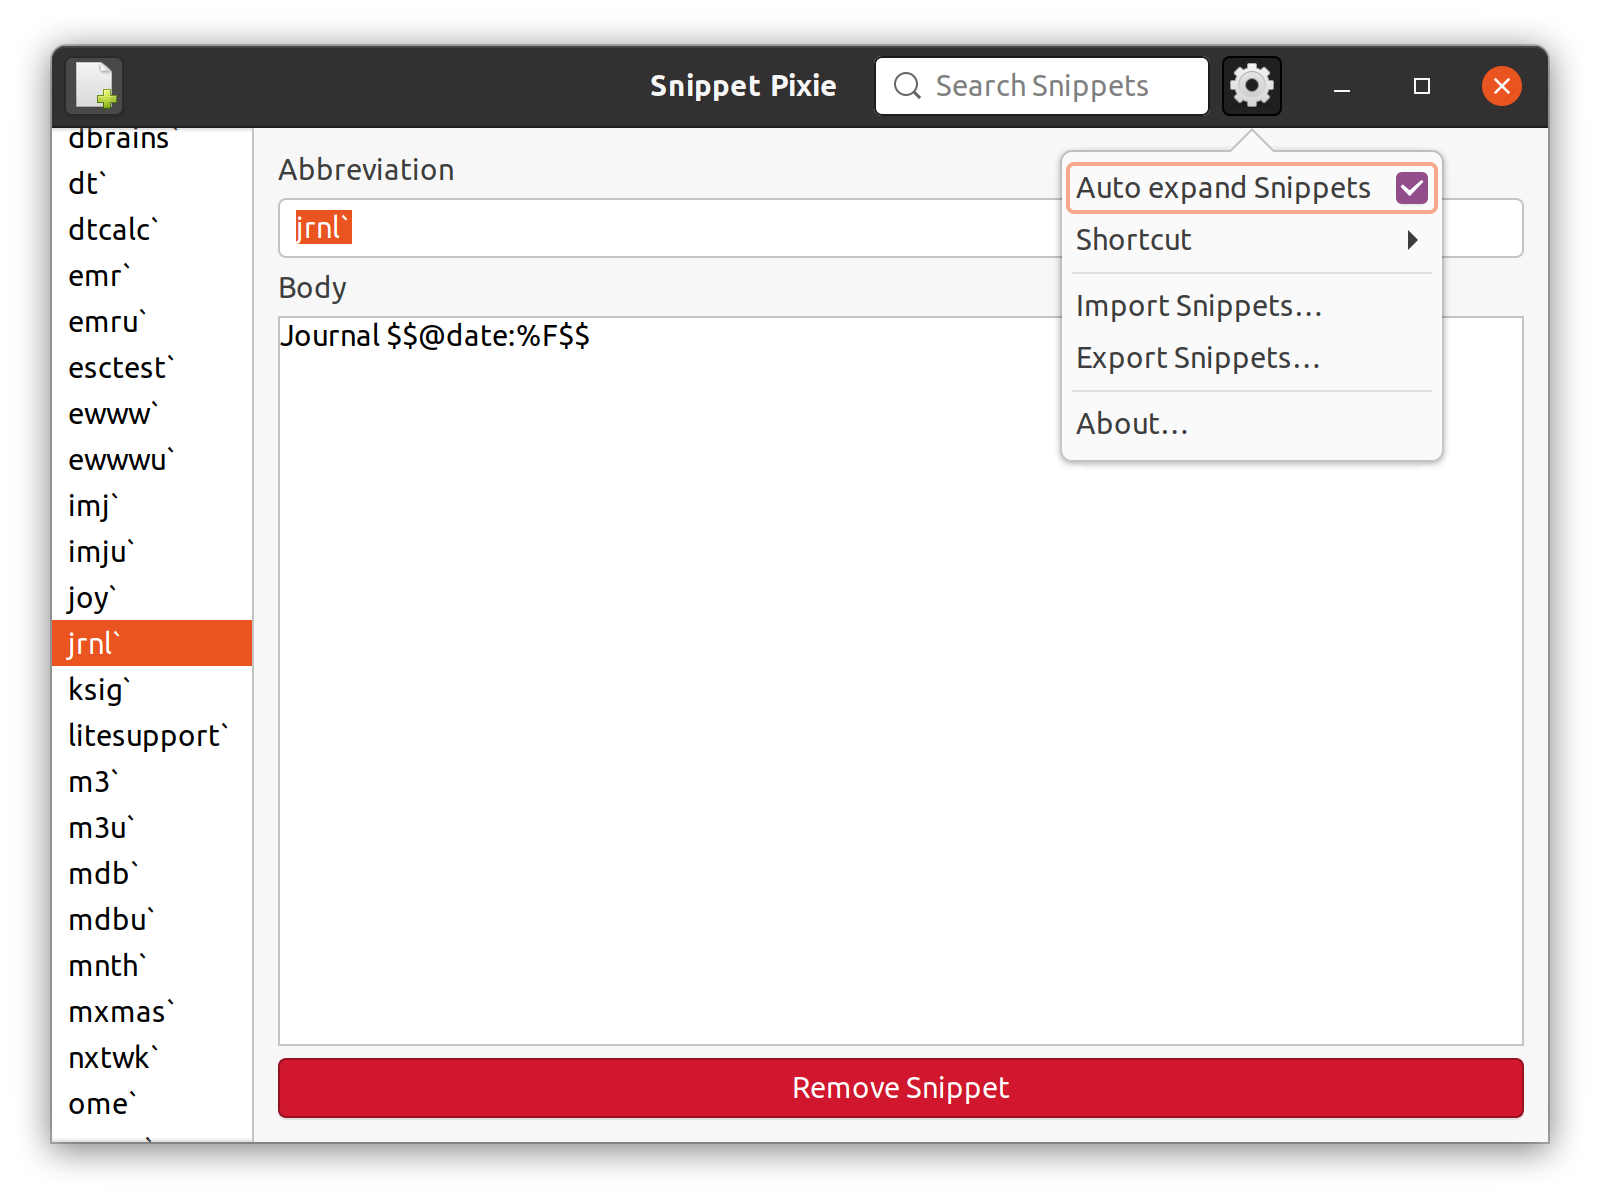 Snippet Pixie
Search Snippets
dbrains`
dt`
dtcalc`
emr`
emru`
esctest`
ewww`
ewwwu`
imj`
imju`
joy`
jrnl`
ksig`
litesupport`
m3`
m3u`
mdb`
mdbu`
mnth`
mxmas`
nxtwk`
ome`
Abbreviation
jrnl`
Body
Journal $$@date:%F$$
Auto expand Snippets
Shortcut
Import Snippets...
Export Snippets...
About...
Remove Snippet